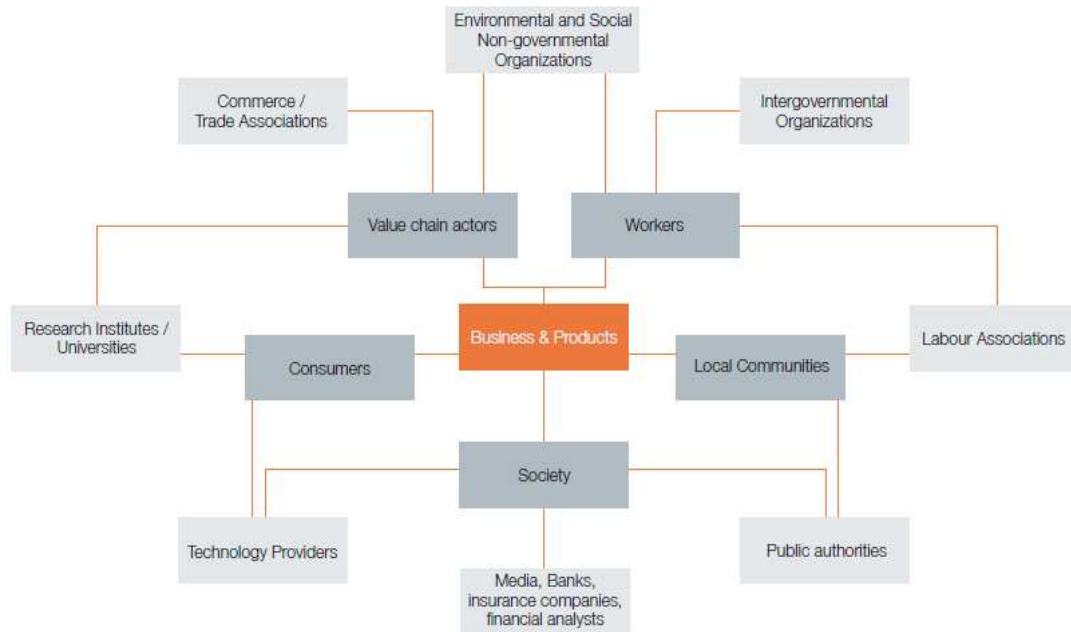 Environmental and Social
Non-governmental
Organizations
Commerce /
Trade Associations
Intergovernmental
Organizations
Value chain actors
Workers
Research Institutes /
Universities
Business & Products
Labour Associations
Consumers
Local Communities
Society
Technology Providers
Public authorities
Media, Banks,
insurance companies,
financial analysts